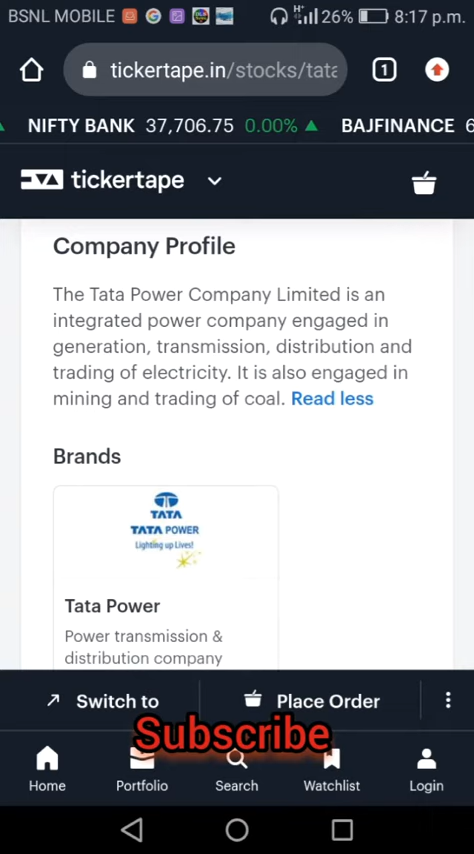 BSNL MOBILE 26% 8:17 p.m.
tickertape.in/stocks/tata
1
NIFTY BANK 37,706.75 0.00% BAJFINANCE 6
tickertape
Company Profile
The Tata Power Company Limited is an
integrated power company engaged in
generation, transmission, distribution and
trading of electricity. It is also engaged in
mining and trading of coal. Read less
Brands
TATA
TATA POWER
Lighting up Lives!
Tata Power
Power transmission &
distribution company
Switch to Place Order
Subscribe
Home Portfolio Search Watchlist Login